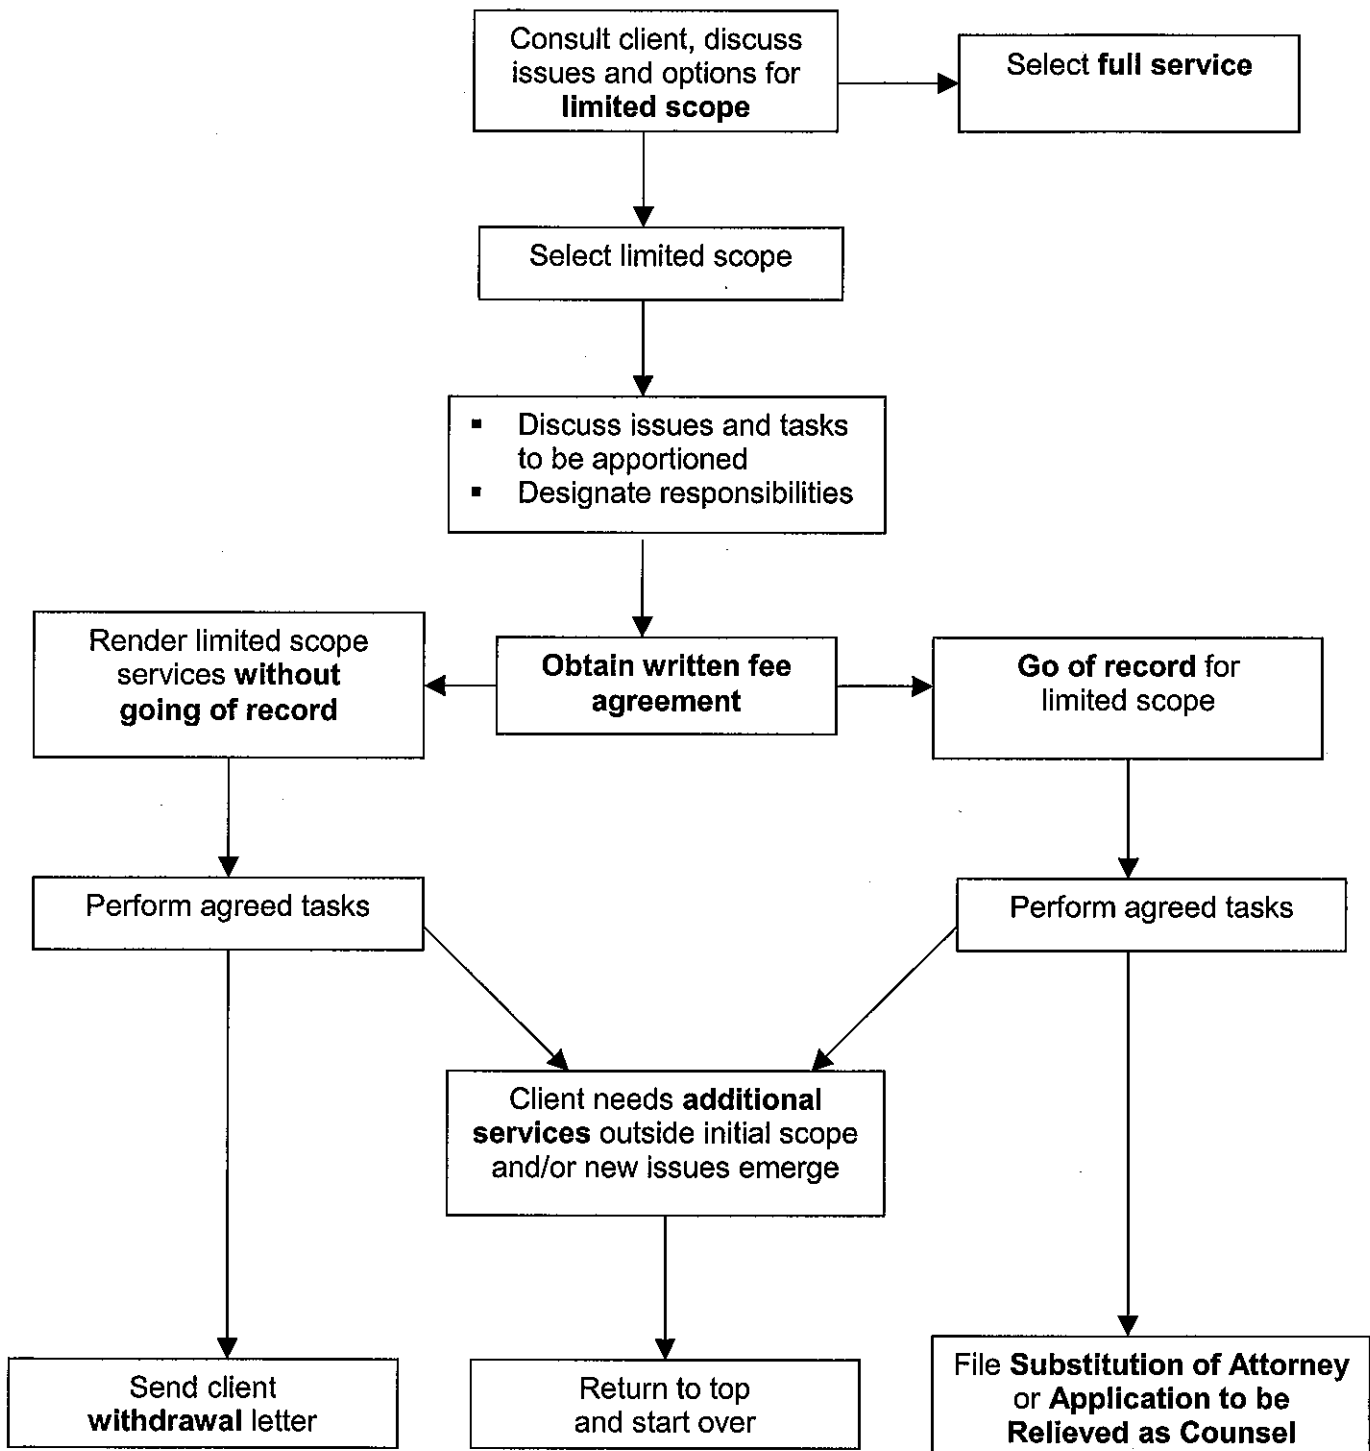 Consult client, discuss
issues and options for
limited scope
Select full service
Select limited scope
▪ Discuss issues and tasks
to be apportioned
▪ Designate responsibilities
Render limited scope
services without
going of record
Obtain written fee
agreement
Go of record for
limited scope
Perform agreed tasks
Perform agreed tasks
Client needs additional
services outside initial scope
and/or new issues emerge
Send client
withdrawal letter
Return to top
and start over
File Substitution of Attorney
or Application to be
Relieved as Counsel